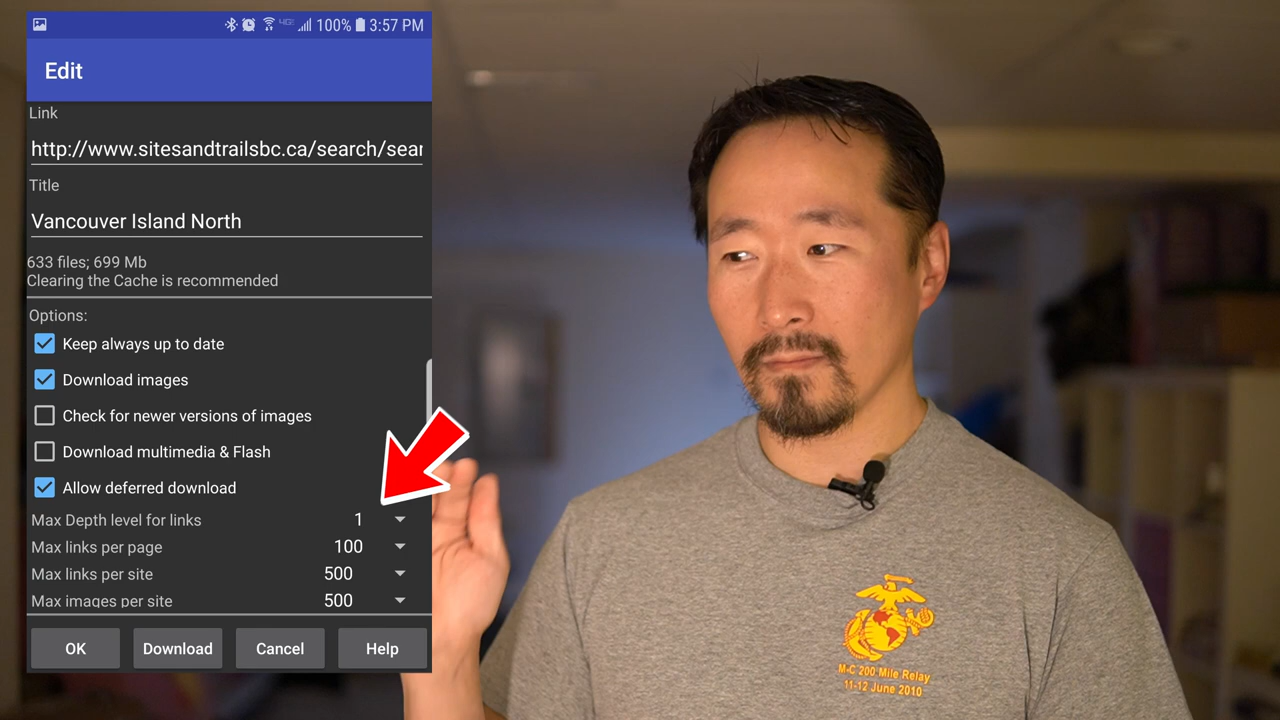 100% 3:57 PM
Edit
Link
http://www.sitesandtrailsbc.ca/search/sear
Title
Vancouver Island North
633 files; 699 Mb
Clearing the Cache is recommended
Options:
Keep always up to date
Download images
Check for newer versions of images
Download multimedia & Flash
Allow deferred download
Max Depth level for links 1
Max links per page 100
Max links per site 500
Max images per site 500
OK Download Cancel Help
M-C 200 Mile Relay
11-12 June 2010